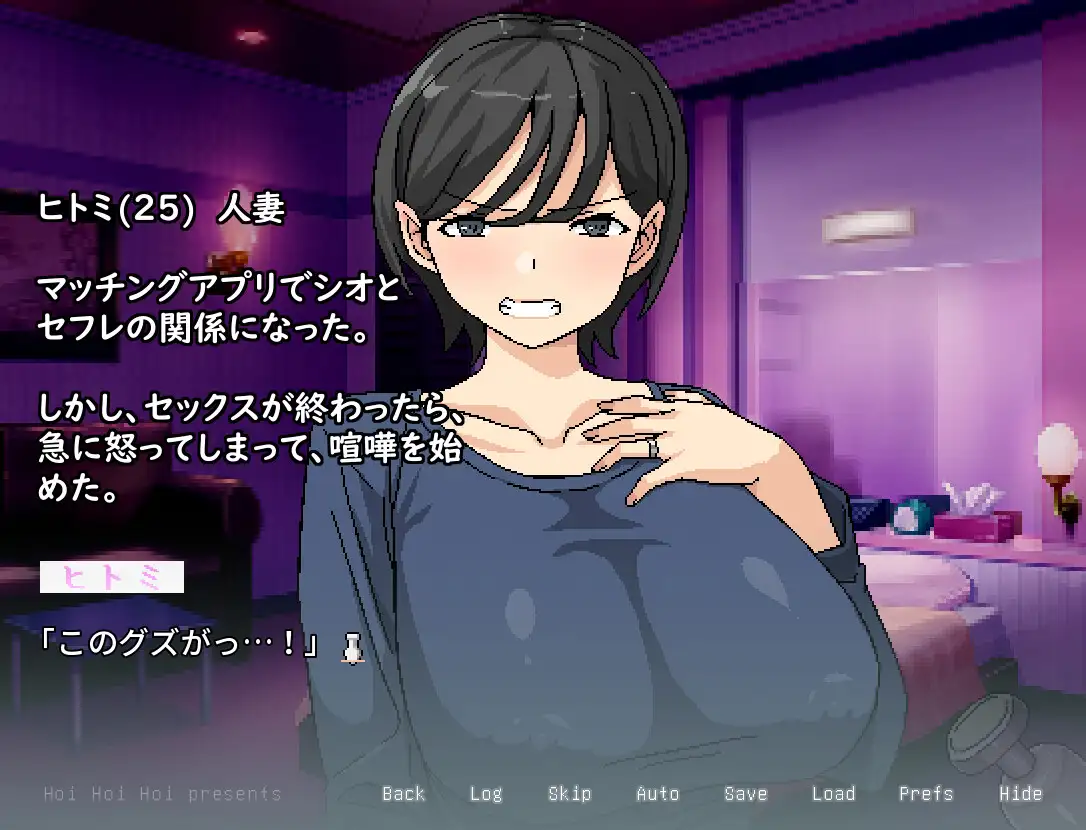 ヒトミ(25) 人妻
マッチングアプリでシオと
セフレの関係になった。
しかし、セックスが終わったら、
急に怒ってしまって、喧嘩を始
めた。
ヒトミ
「このグズがっ…！」
Hoi Hoi Hoi presents
Back Log Skip Auto Save Load Prefs Hide